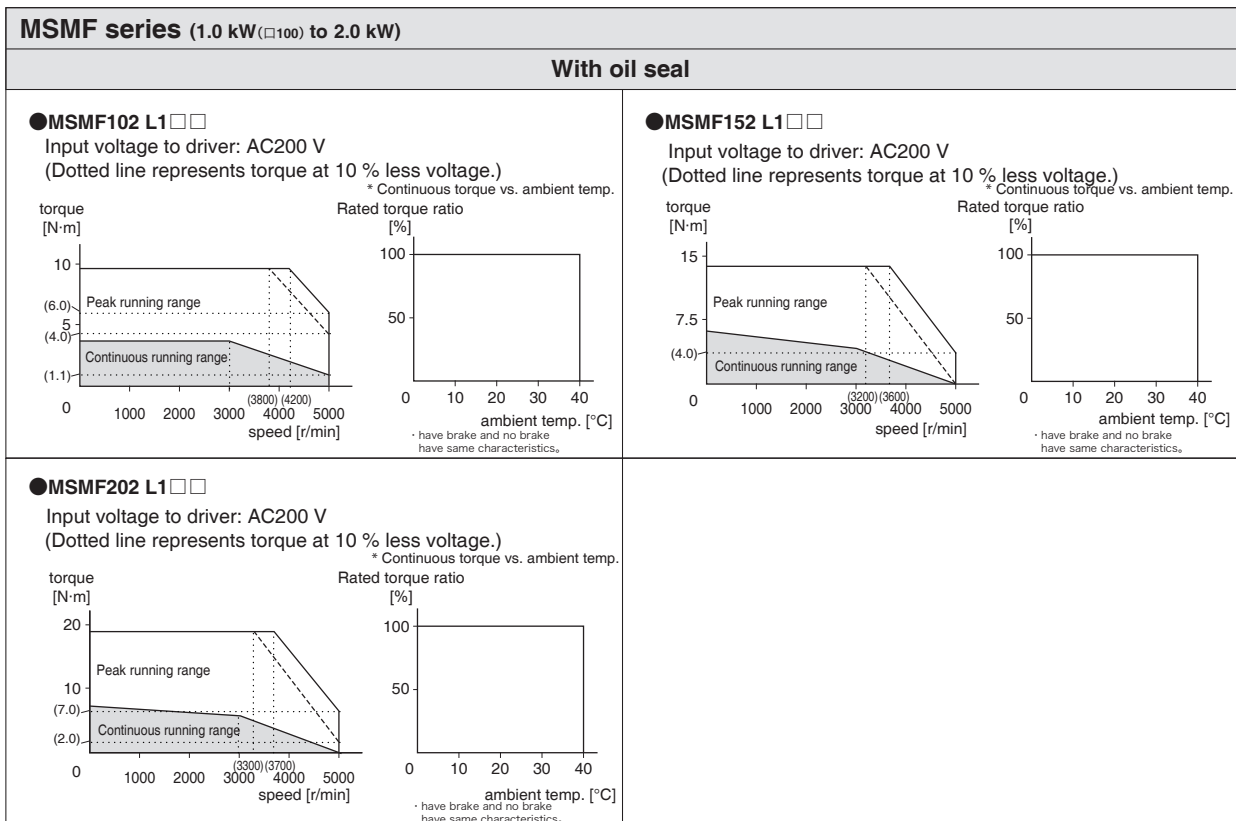 MSMF series (1.0 kW(□100) to 2.0 kW)
With oil seal
●MSMF102 L1□□
Input voltage to driver: AC200 V
(Dotted line represents torque at 10 % less voltage.)
* Continuous torque vs. ambient temp.
torque
[N·m]
10
(6.0)
5
(4.0)
(1.1)
Peak running range
Continuous running range
0
1000 2000 3000 4000 5000
(3800) (4200)
speed [r/min]
Rated torque ratio
[%]
100
50
0 10 20 30 40
ambient temp. [°C]
· have brake and no brake
have same characteristics。
●MSMF152 L1□□
Input voltage to driver: AC200 V
(Dotted line represents torque at 10 % less voltage.)
* Continuous torque vs. ambient temp.
torque
[N·m]
15
7.5
(4.0)
Peak running range
Continuous running range
0
1000 2000 3000 4000 5000
(3200) (3600)
speed [r/min]
Rated torque ratio
[%]
100
50
0 10 20 30 40
ambient temp. [°C]
· have brake and no brake
have same characteristics。
●MSMF202 L1□□
Input voltage to driver: AC200 V
(Dotted line represents torque at 10 % less voltage.)
* Continuous torque vs. ambient temp.
torque
[N·m]
20
10
(7.0)
(2.0)
Peak running range
Continuous running range
0
1000 2000 3000 4000 5000
(3300) (3700)
speed [r/min]
Rated torque ratio
[%]
100
50
0 10 20 30 40
ambient temp. [°C]
· have brake and no brake
have same characteristics。